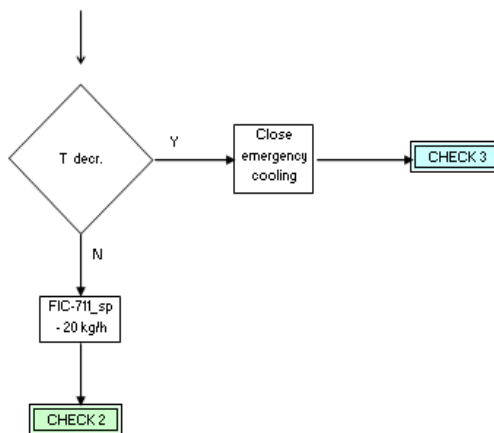 T decr.
Y
Close
emergency
cooling
CHECK 3
N
FIC-711_sp
- 20 kg/h
CHECK 2